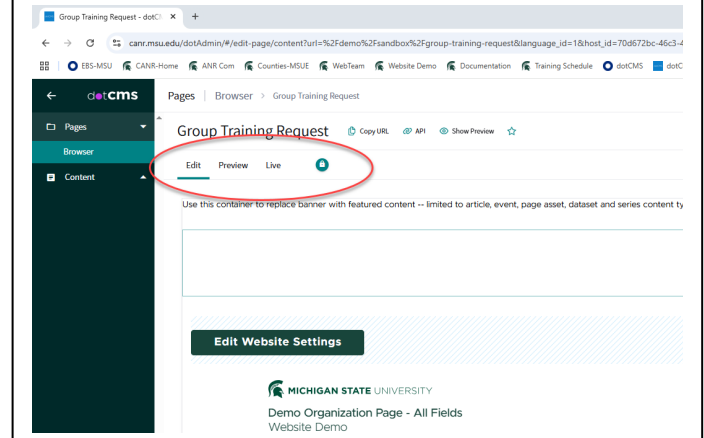 Group Training Request - dotC
canr.msu.edu/dotAdmin/#/edit-page/content?url=%2Fdemo%2Fsandbox%2Fgroup-training-request&language_id=1&host_id=70d672bc-46c3-4
EBS-MSU CANR-Home ANR Com Counties-MSUE WebTeam Website Demo Documentation Training Schedule dotCMS dotC
dotCMS Pages Browser > Group Training Request
Pages
Group Training Request Copy URL API Show Preview
Browser
Edit Preview Live
Content
Use this container to replace banner with featured content -- limited to article, event, page asset, dataset and series content ty
Edit Website Settings
MICHIGAN STATE UNIVERSITY
Demo Organization Page - All Fields
Website Demo